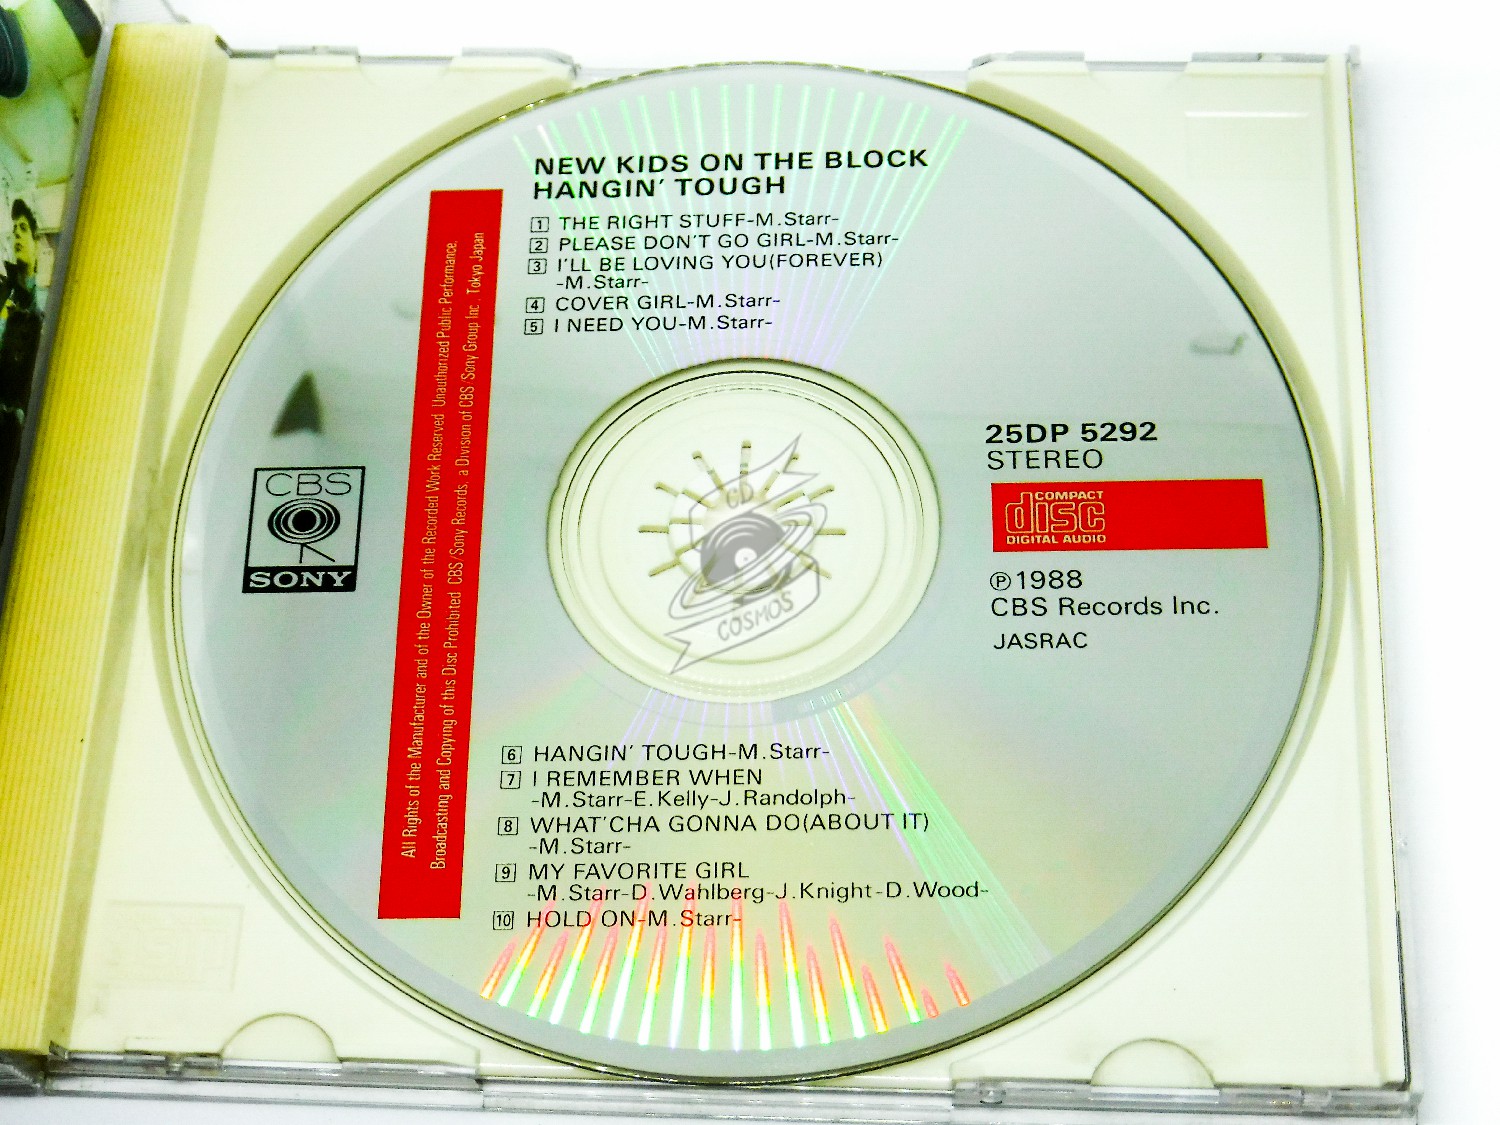 NEW KIDS ON THE BLOCK
HANGIN' TOUGH
1 THE RIGHT STUFF-M.Starr-
2 PLEASE DON'T GO GIRL-M.Starr-
3 I'LL BE LOVING YOU(FOREVER)
-M.Starr-
4 COVER GIRL-M.Starr-
5 I NEED YOU-M.Starr-
All Rights of the Manufacturer and of the Owner of the Recorded Work Reserved Unauthorized Public Performance,
Broadcasting and Copying of this Disc Prohibited CBS/Sony Records, a Division of CBS/Sony Group Inc., Tokyo Japan
CBS
SONY
25DP 5292
STEREO
COMPACT
disc
DIGITAL AUDIO
℗1988
CBS Records Inc.
JASRAC
CD
COSMOS
6 HANGIN' TOUGH-M.Starr-
7 I REMEMBER WHEN
-M.Starr-E.Kelly-J.Randolph-
8 WHAT'CHA GONNA DO(ABOUT IT)
-M.Starr-
9 MY FAVORITE GIRL
-M.Starr-D.Wahlberg-J.Knight-D.Wood-
10 HOLD ON-M.Starr-